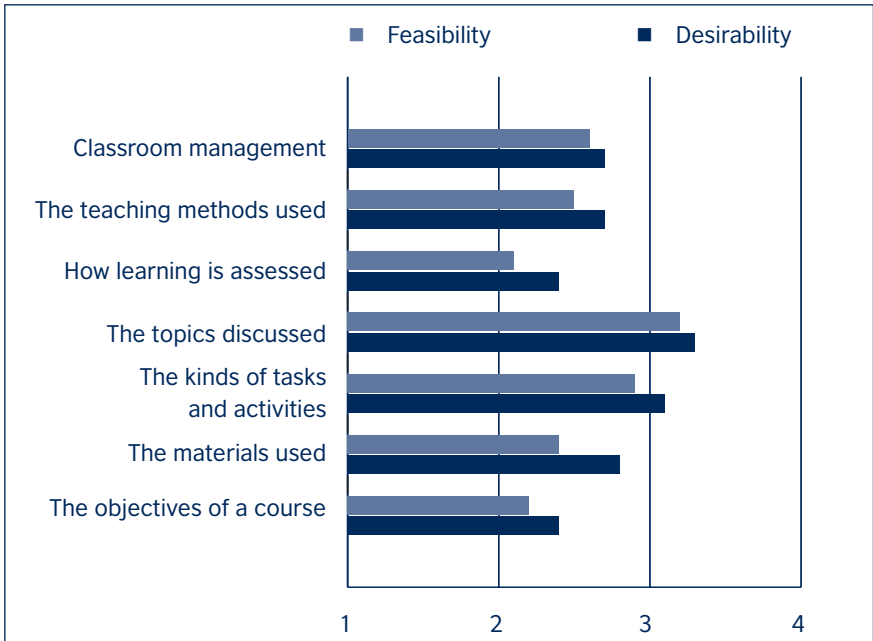 Feasibility Desirability
Classroom management
The teaching methods used
How learning is assessed
The topics discussed
The kinds of tasks
and activities
The materials used
The objectives of a course
1 2 3 4